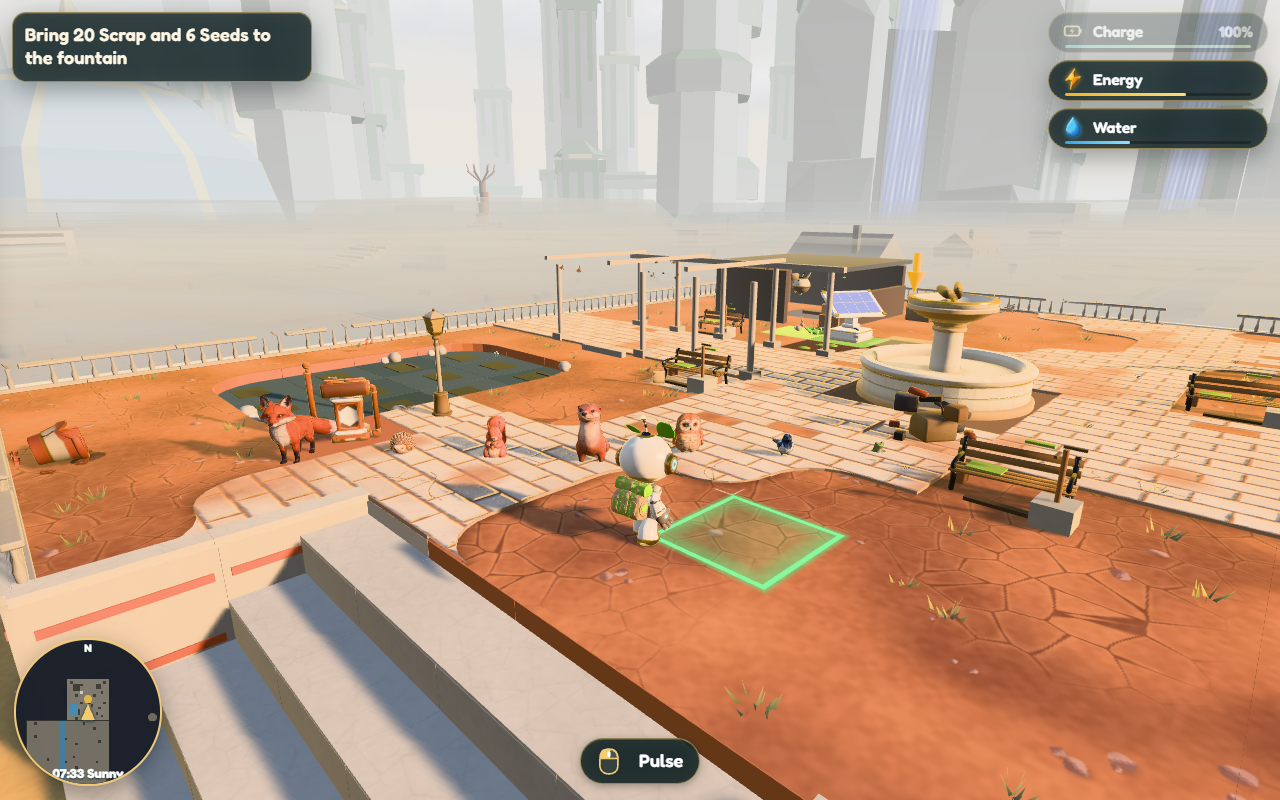 Bring 20 Scrap and 6 Seeds to
the fountain
Charge 100%
Energy
Water
N
07:33 Sunny
Pulse